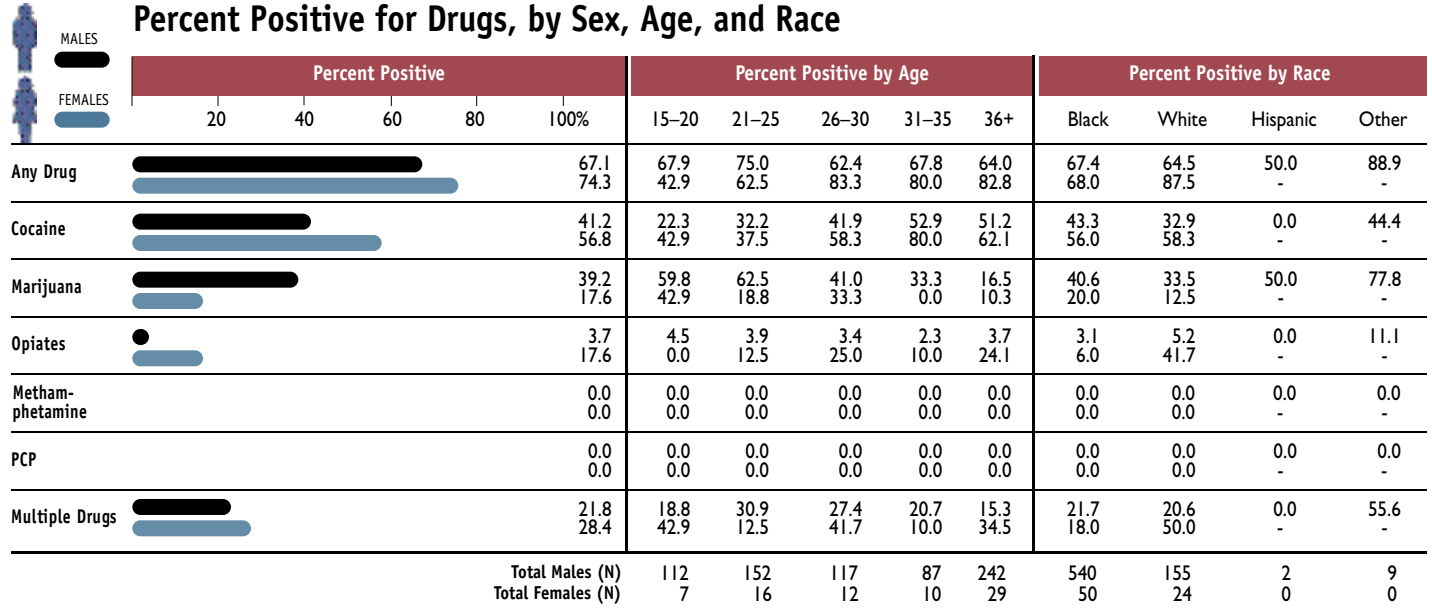 Percent Positive for Drugs, by Sex, Age, and Race
MALES
FEMALES
Percent Positive Percent Positive by Age Percent Positive by Race
20 40 60 80 100% 15–20 21–25 26–30 31–35 36+ Black White Hispanic Other
Any Drug 67.1 67.9 75.0 62.4 67.8 64.0 67.4 64.5 50.0 88.9
74.3 42.9 62.5 83.3 80.0 82.8 68.0 87.5 - -
Cocaine 41.2 22.3 32.2 41.9 52.9 51.2 43.3 32.9 0.0 44.4
56.8 42.9 37.5 58.3 80.0 62.1 56.0 58.3 - -
Marijuana 39.2 59.8 62.5 41.0 33.3 16.5 40.6 33.5 50.0 77.8
17.6 42.9 18.8 33.3 0.0 10.3 20.0 12.5 - -
Opiates 3.7 4.5 3.9 3.4 2.3 3.7 3.1 5.2 0.0 11.1
17.6 0.0 12.5 25.0 10.0 24.1 6.0 41.7 - -
Metham- 0.0 0.0 0.0 0.0 0.0 0.0 0.0 0.0 0.0 0.0
phetamine 0.0 0.0 0.0 0.0 0.0 0.0 0.0 0.0 - -
PCP 0.0 0.0 0.0 0.0 0.0 0.0 0.0 0.0 0.0 0.0
0.0 0.0 0.0 0.0 0.0 0.0 0.0 0.0 - -
Multiple Drugs 21.8 18.8 30.9 27.4 20.7 15.3 21.7 20.6 0.0 55.6
28.4 42.9 12.5 41.7 10.0 34.5 18.0 50.0 - -
Total Males (N) 112 152 117 87 242 540 155 2 9
Total Females (N) 7 16 12 10 29 50 24 0 0